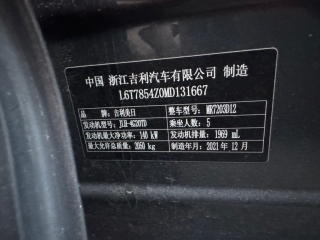 中国 浙江吉利汽车有限公司 制造
L6T7854Z0MD131667
品牌：吉利美日 整车型号：MR7203D12
发动机型号：JLH-4G20TD 乘坐人数：5
发动机最大净功率：140 kW 发动机排量：1969 mL
最大允许总质量：2050 kg 制造年月：2021 年 12 月